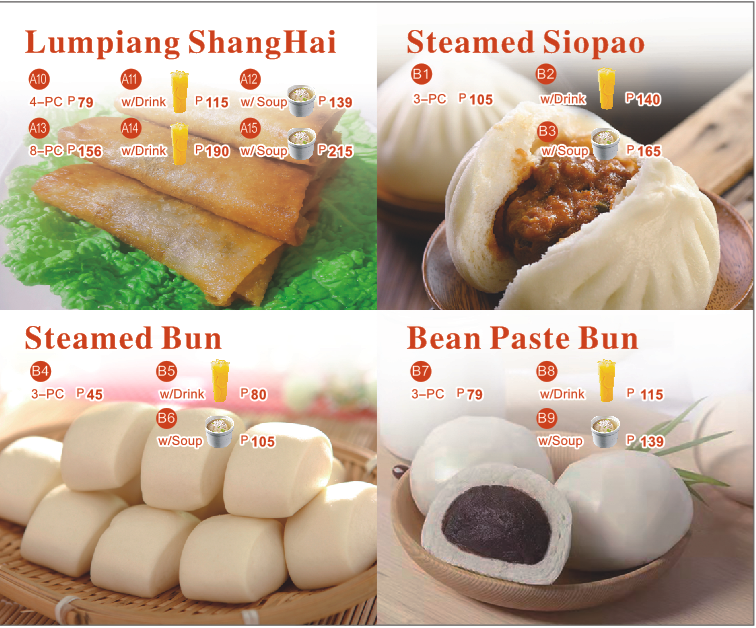 Lumpiang ShangHai
A10 A11 A12
4-PC P79 w/Drink P115 w/Soup P139
A13 A14 A15
8-PC P156 w/Drink P190 w/Soup P215
Steamed Siopao
B1 B2
3-PC P105 w/Drink P140
B3
w/Soup P165
Steamed Bun
B4 B5
3-PC P45 w/Drink P80
B6
w/Soup P105
Bean Paste Bun
B7 B8
3-PC P79 w/Drink P115
B9
w/Soup P139